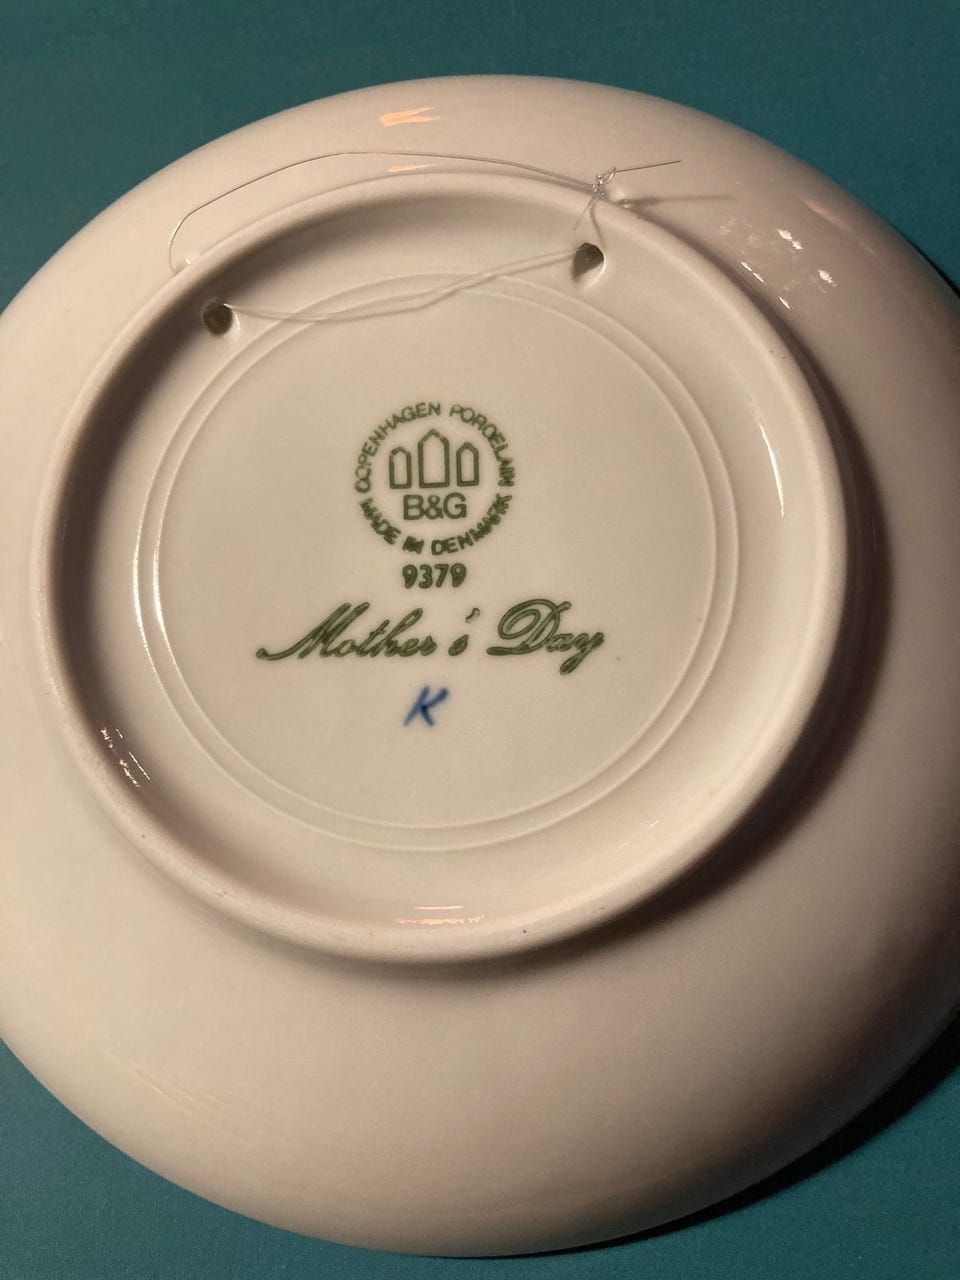 COPENHAGEN PORCELAIN
B&G
MADE IN DENMARK
9379
Mother's Day
K